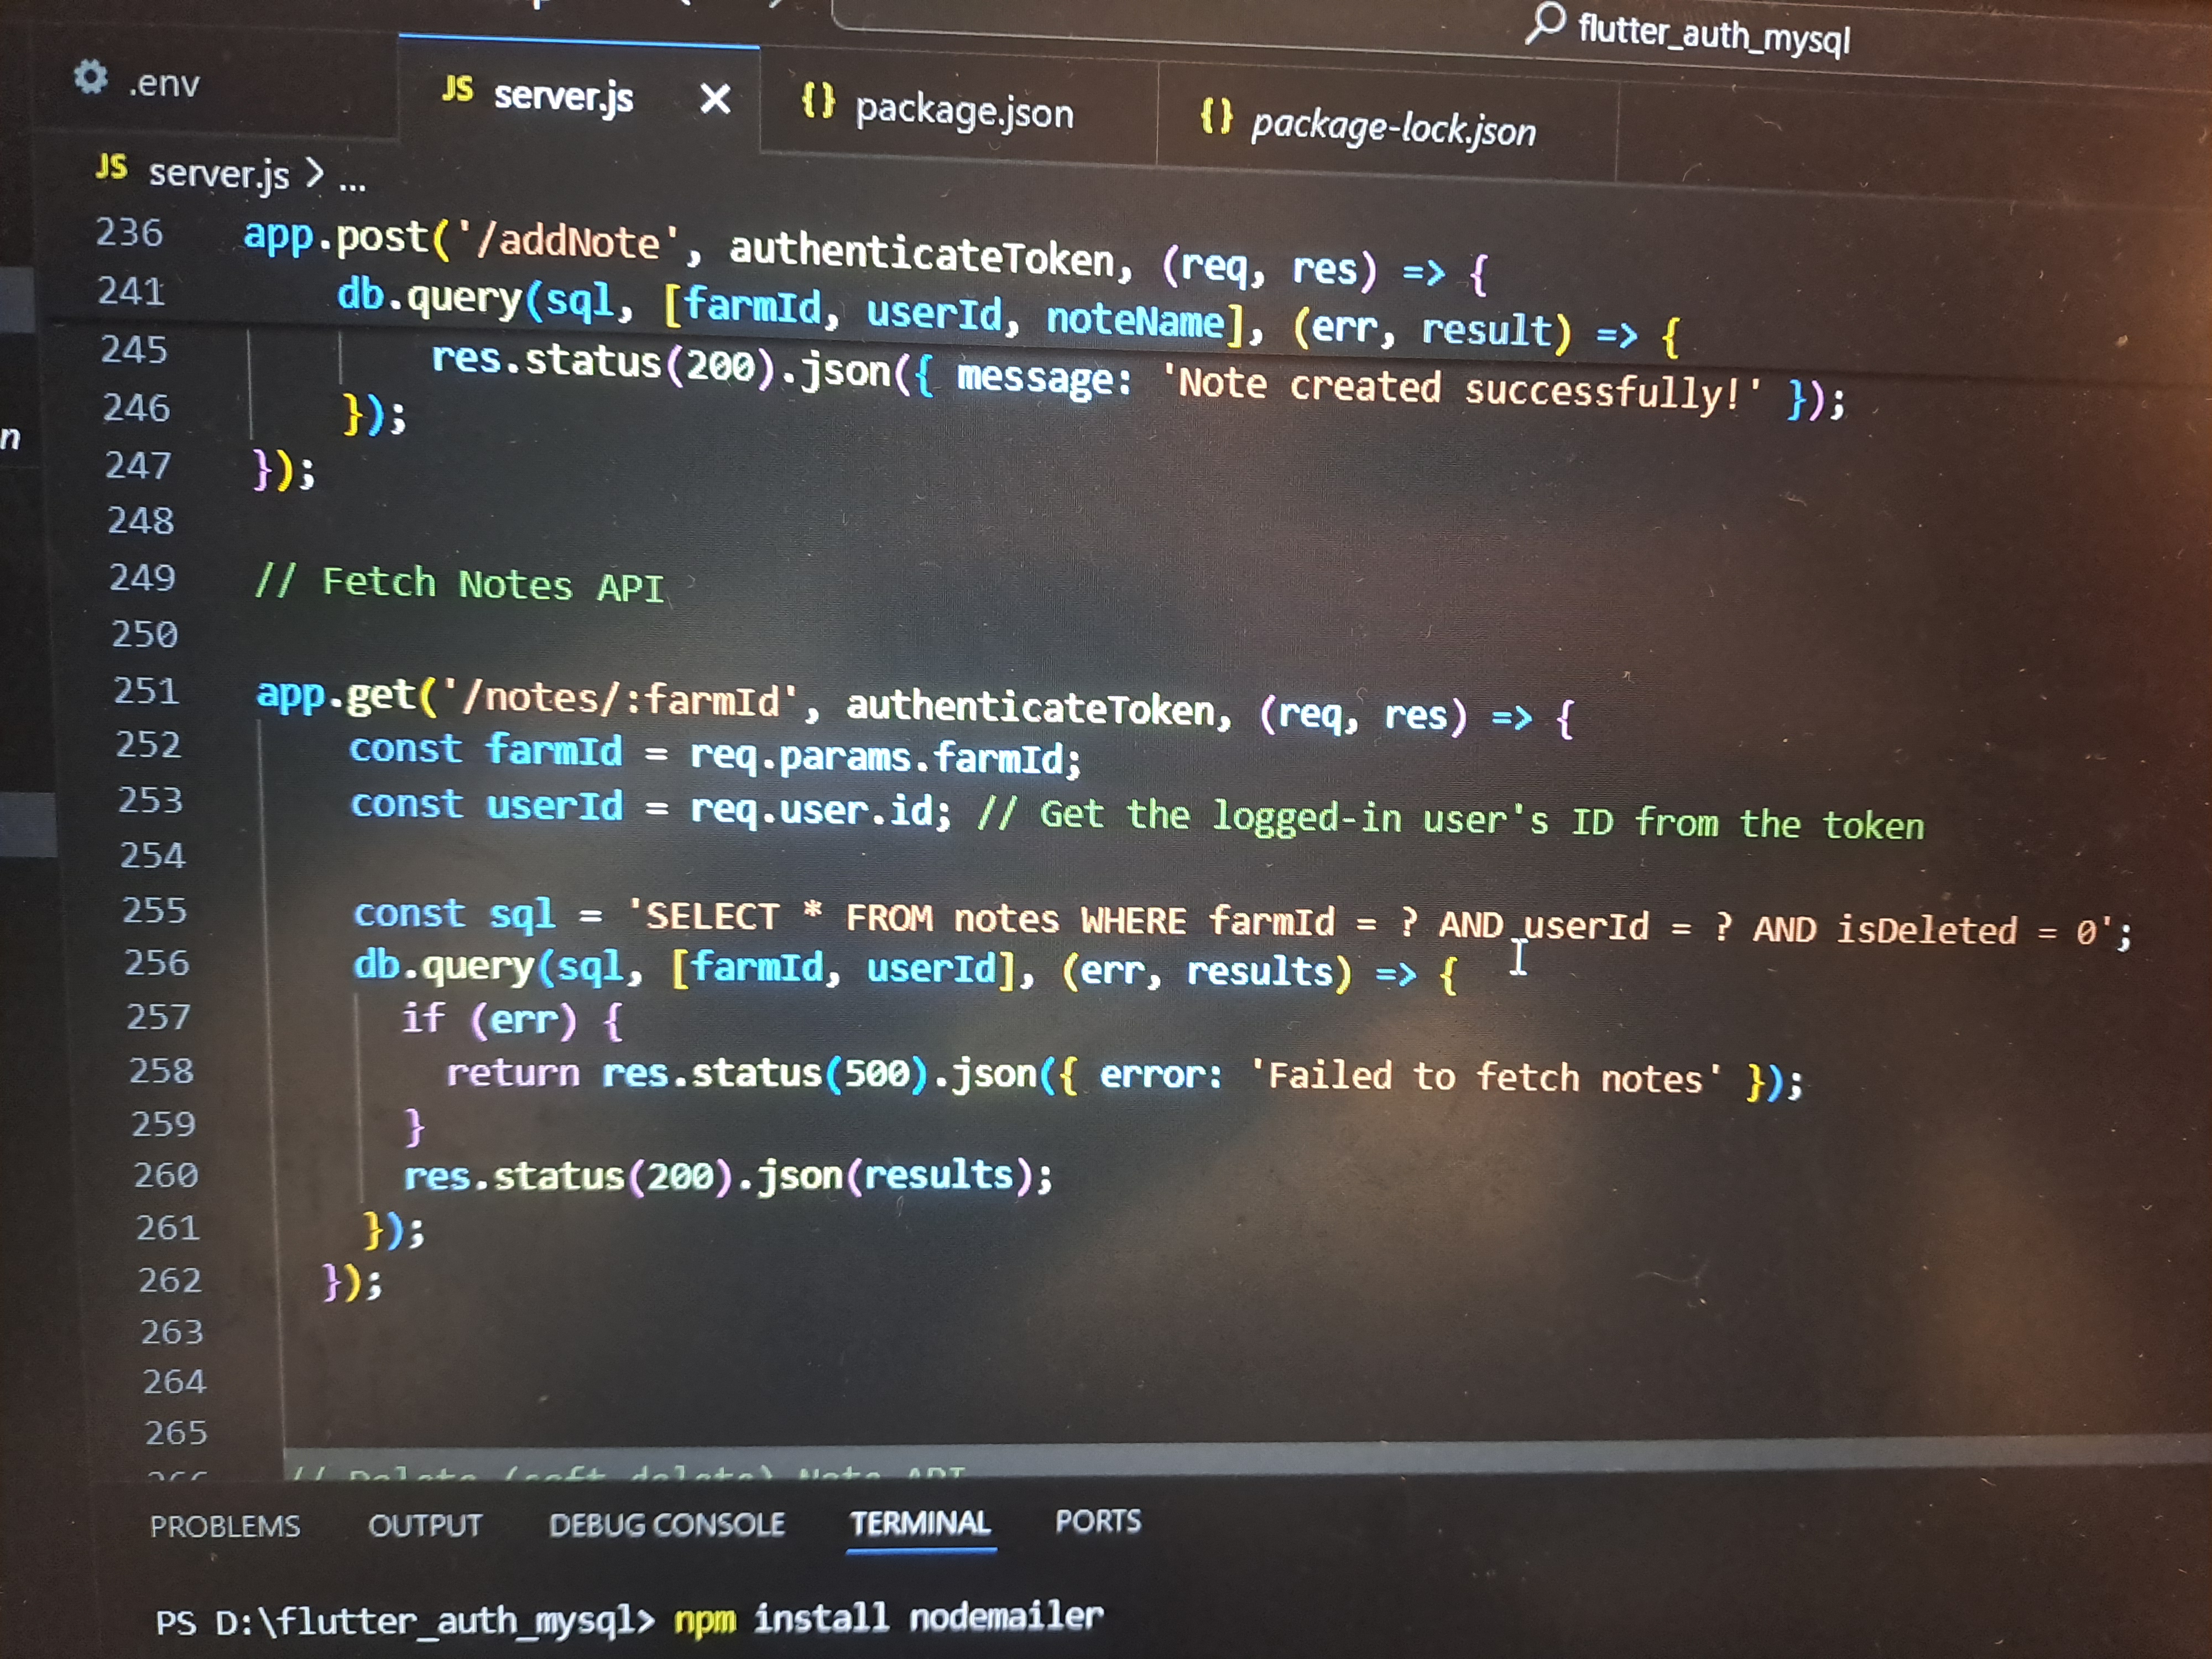 flutter_auth_mysql
.env
JS server.js
{} package.json
{} package-lock.json
JS server.js > ...
236 app.post('/addNote', authenticateToken, (req, res) => {
241 db.query(sql, [farmId, userId, noteName], (err, result) => {
245 res.status(200).json({ message: 'Note created successfully!' });
246 });
n
247 });
248
249 // Fetch Notes API
250
251 app.get('/notes/:farmId', authenticateToken, (req, res) => {
252 const farmId = req.params.farmId;
253 const userId = req.user.id; // Get the logged-in user's ID from the token
254
255 const sql = 'SELECT * FROM notes WHERE farmId = ? AND userId = ? AND isDeleted = 0';
256 db.query(sql, [farmId, userId], (err, results) => {
257 if (err) {
258 return res.status(500).json({ error: 'Failed to fetch notes' });
259 }
260 res.status(200).json(results);
261 });
262 });
263
264
265
266 // Delete (soft delete) Note API
PROBLEMS OUTPUT DEBUG CONSOLE TERMINAL PORTS
PS D:\flutter_auth_mysql> npm install nodemailer